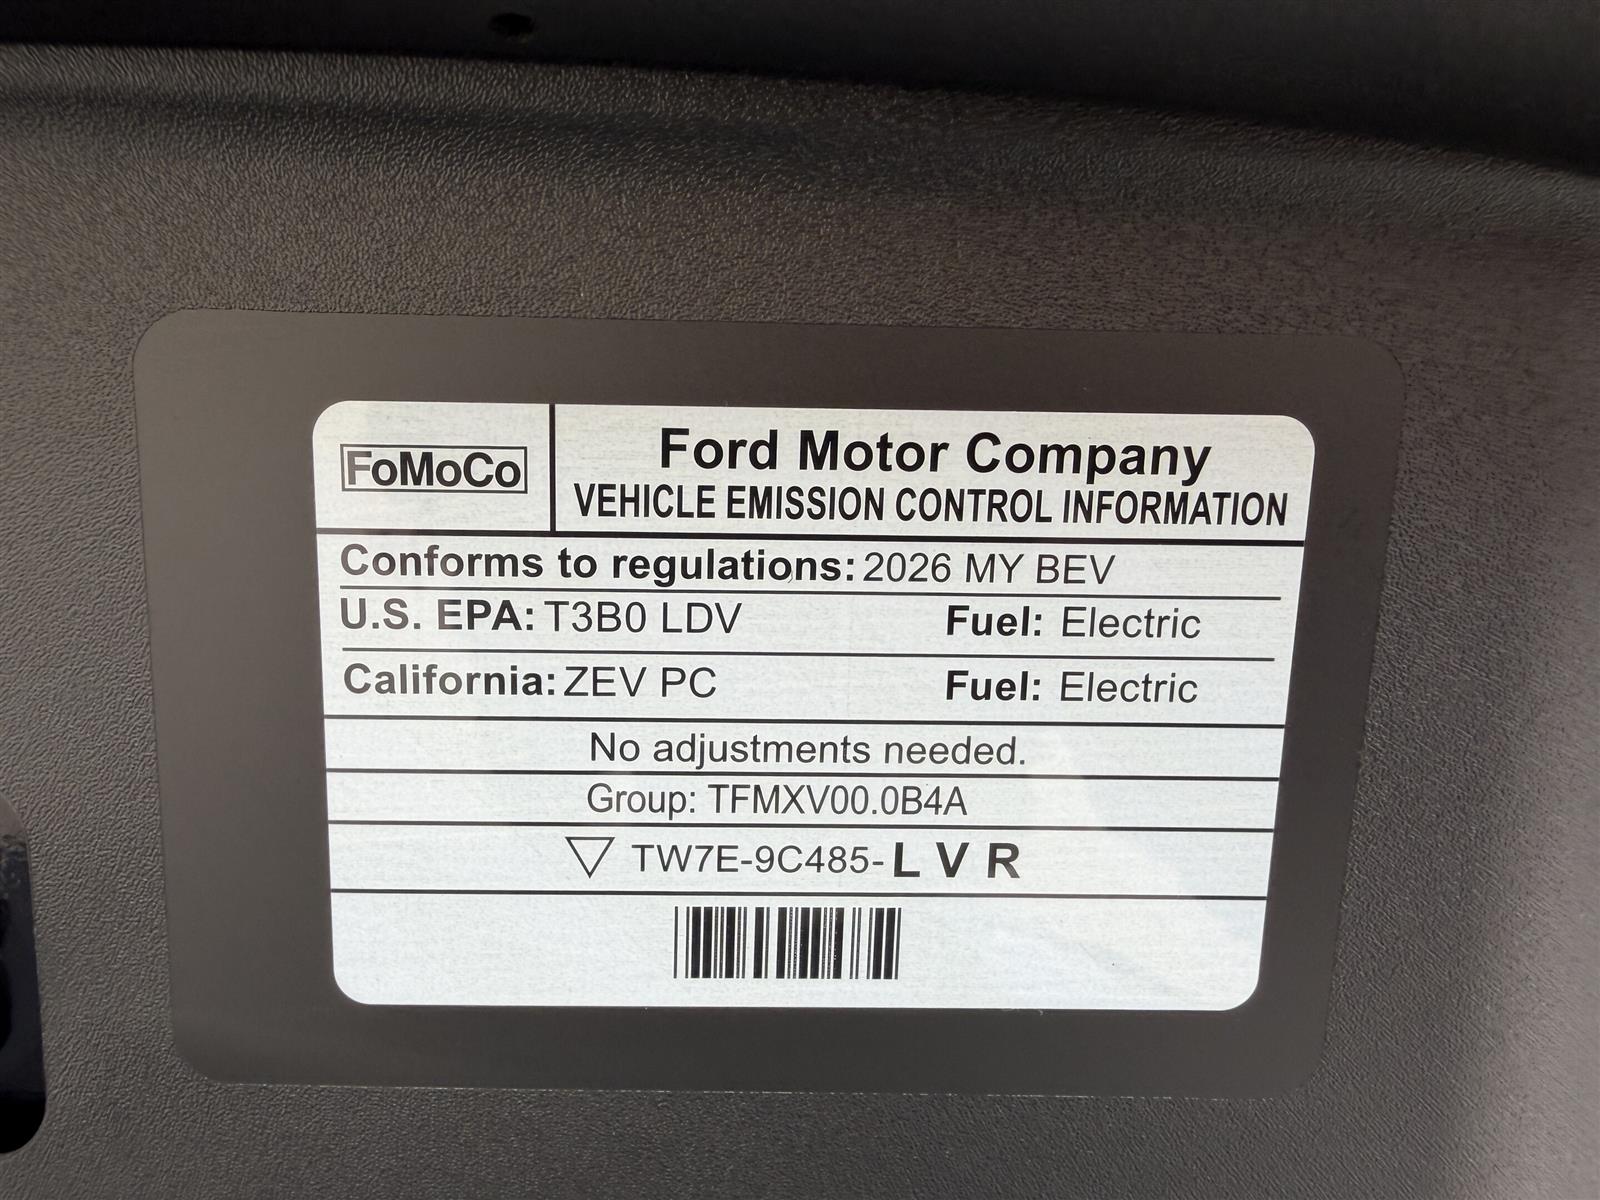 FoMoCo
Ford Motor Company
VEHICLE EMISSION CONTROL INFORMATION
Conforms to regulations: 2026 MY BEV
U.S. EPA: T3B0 LDV Fuel: Electric
California: ZEV PC Fuel: Electric
No adjustments needed.
Group: TFMXV00.0B4A
TW7E-9C485-L V R